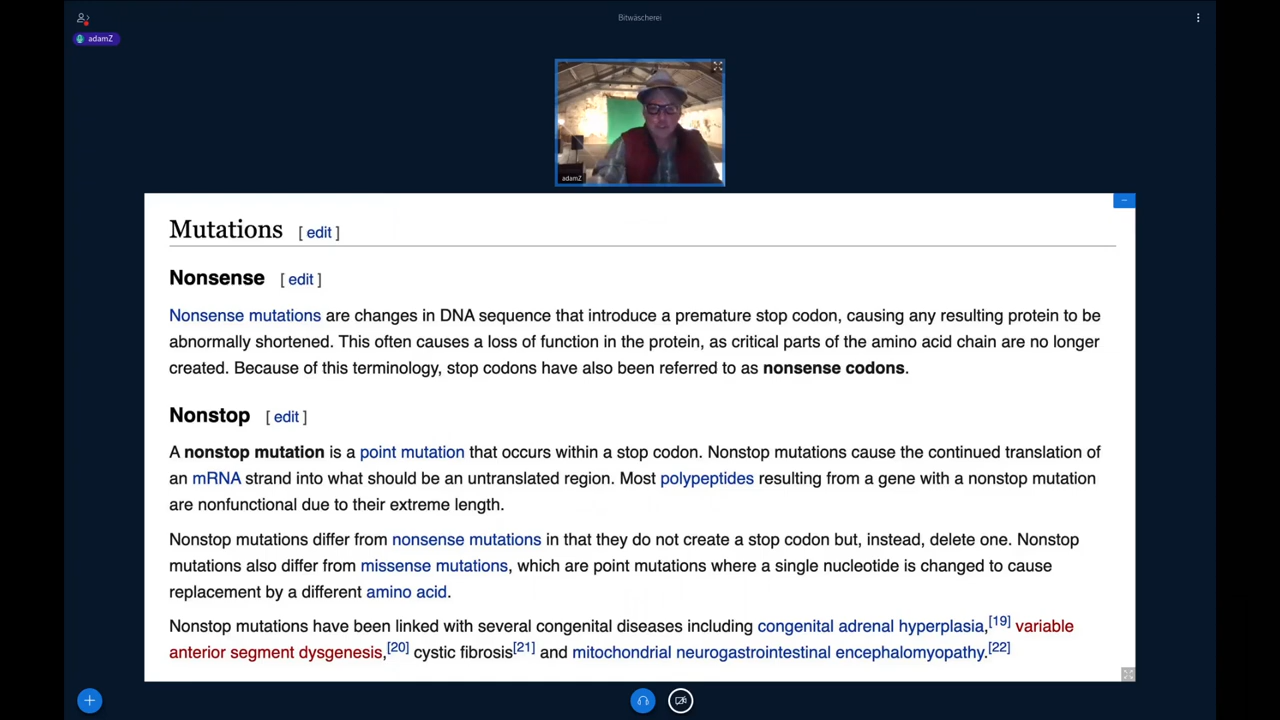 Bitwäscherei
adamZ
adamZ
Mutations [ edit ]
Nonsense [ edit ]
Nonsense mutations are changes in DNA sequence that introduce a premature stop codon, causing any resulting protein to be
abnormally shortened. This often causes a loss of function in the protein, as critical parts of the amino acid chain are no longer
created. Because of this terminology, stop codons have also been referred to as nonsense codons.
Nonstop [ edit ]
A nonstop mutation is a point mutation that occurs within a stop codon. Nonstop mutations cause the continued translation of
an mRNA strand into what should be an untranslated region. Most polypeptides resulting from a gene with a nonstop mutation
are nonfunctional due to their extreme length.
Nonstop mutations differ from nonsense mutations in that they do not create a stop codon but, instead, delete one. Nonstop
mutations also differ from missense mutations, which are point mutations where a single nucleotide is changed to cause
replacement by a different amino acid.
Nonstop mutations have been linked with several congenital diseases including congenital adrenal hyperplasia,[19] variable
anterior segment dysgenesis,[20] cystic fibrosis[21] and mitochondrial neurogastrointestinal encephalomyopathy.[22]